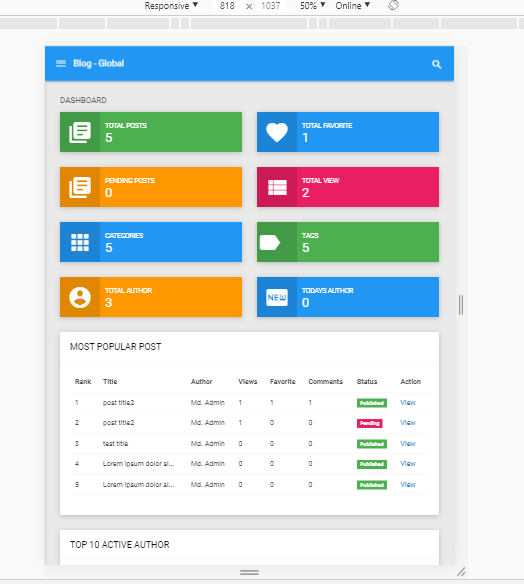 Responsive ▼ 818 × 1037 50% ▼ Online ▼
Blog - Global
DASHBOARD
TOTAL POSTS
5
TOTAL FAVORITE
1
PENDING POSTS
0
TOTAL VIEW
2
CATEGORIES
5
TAGS
5
TOTAL AUTHOR
3
NEW
TODAYS AUTHOR
0
MOST POPULAR POST
Rank Title Author Views Favorite Comments Status Action
1 post title2 Md. Admin 1 1 1 Published View
2 post title2 Md. Admin 1 0 0 Pending View
3 test title Md. Admin 0 0 0 Published View
4 Lorem ipsum dolor si... Md. Admin 0 0 0 Published View
5 Lorem ipsum dolor si... Md. Admin 0 0 0 Published View
TOP 10 ACTIVE AUTHOR